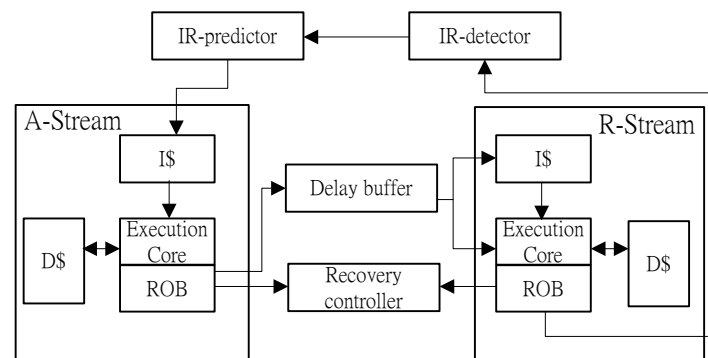 IR-predictor
IR-detector
A-Stream
R-Stream
I$
Delay buffer
I$
D$
Execution
Core
ROB
Recovery
controller
Execution
Core
ROB
D$